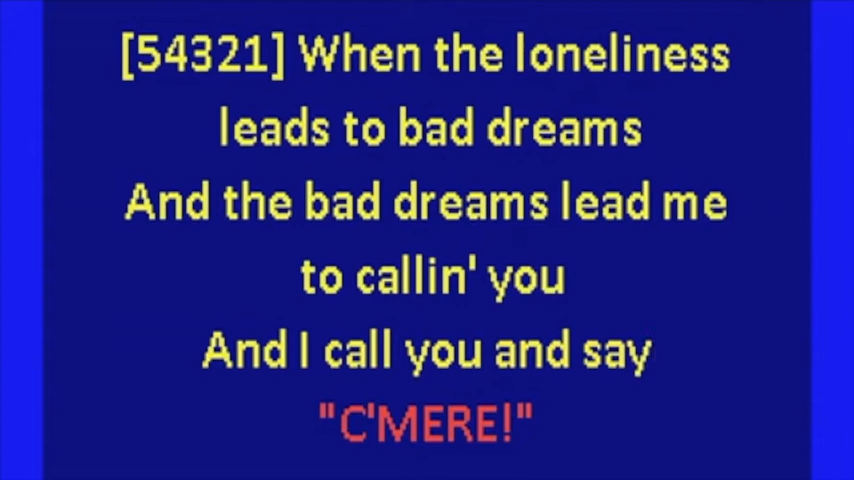 [54321] When the loneliness
leads to bad dreams
And the bad dreams lead me
to callin' you
And I call you and say
"C'MERE!"